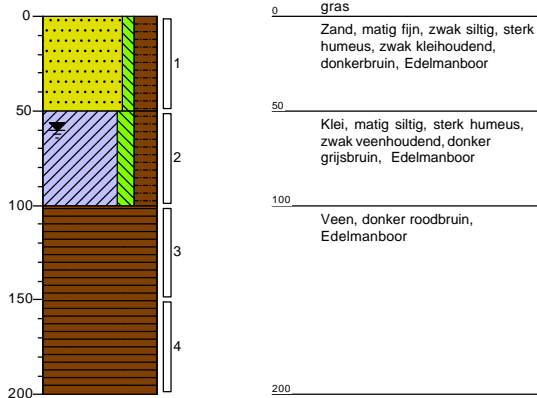 0
50
100
150
200
1
2
3
4
0
gras
Zand, matig fijn, zwak siltig, sterk
humeus, zwak kleihoudend,
donkerbruin, Edelmanboor
50
Klei, matig siltig, sterk humeus,
zwak veenhoudend, donker
grijsbruin, Edelmanboor
100
Veen, donker roodbruin,
Edelmanboor
200